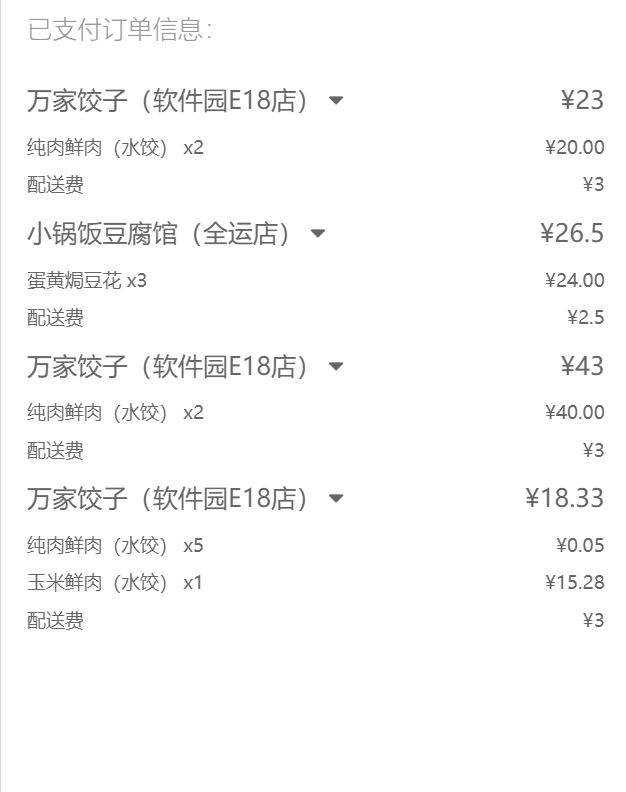 已支付订单信息：
万家饺子（软件园E18店） ¥23
纯肉鲜肉（水饺） x2 ¥20.00
配送费 ¥3
小锅饭豆腐馆（全运店） ¥26.5
蛋黄焗豆花 x3 ¥24.00
配送费 ¥2.5
万家饺子（软件园E18店） ¥43
纯肉鲜肉（水饺） x2 ¥40.00
配送费 ¥3
万家饺子（软件园E18店） ¥18.33
纯肉鲜肉（水饺） x5 ¥0.05
玉米鲜肉（水饺） x1 ¥15.28
配送费 ¥3